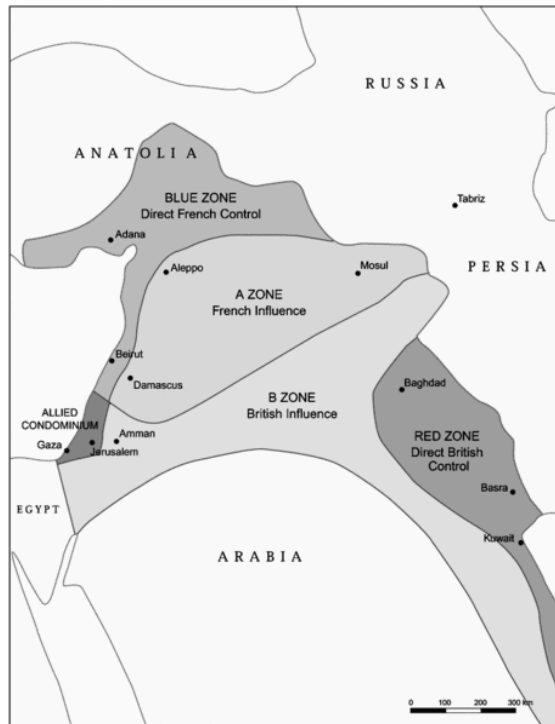 RUSSIA
ANATOLIA
BLUE ZONE
Direct French Control
Tabriz
Adana
PERSIA
Aleppo
Mosul
A ZONE
French Influence
Beirut
Damascus
B ZONE
British Influence
Baghdad
ALLIED
CONDOMINIUM
Gaza
Jerusalem
Amman
RED ZONE
Direct British
Control
Basra
EGYPT
Kuwait
ARABIA
0 100 200 300 km